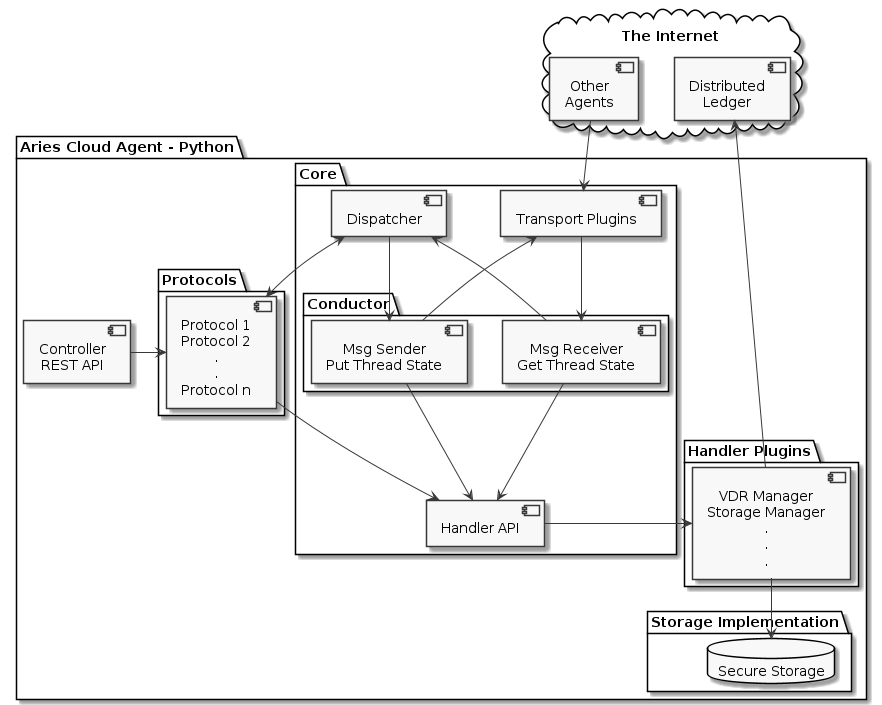 The Internet
Other
Agents
Distributed
Ledger
Aries Cloud Agent - Python
Core
Dispatcher
Transport Plugins
Protocols
Protocol 1
Protocol 2
.
.
Protocol n
Controller
REST API
Conductor
Msg Sender
Put Thread State
Msg Receiver
Get Thread State
Handler API
Handler Plugins
VDR Manager
Storage Manager
.
.
.
Storage Implementation
Secure Storage